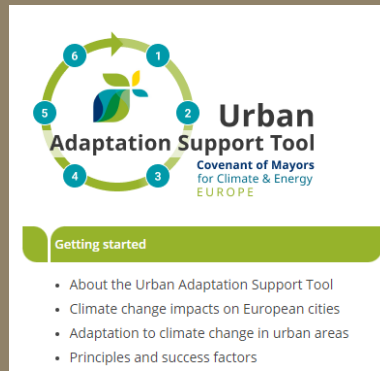 6
1
5
2
4
3
Urban
Adaptation Support Tool
Covenant of Mayors
for Climate & Energy
EUROPE
Getting started
• About the Urban Adaptation Support Tool
• Climate change impacts on European cities
• Adaptation to climate change in urban areas
• Principles and success factors